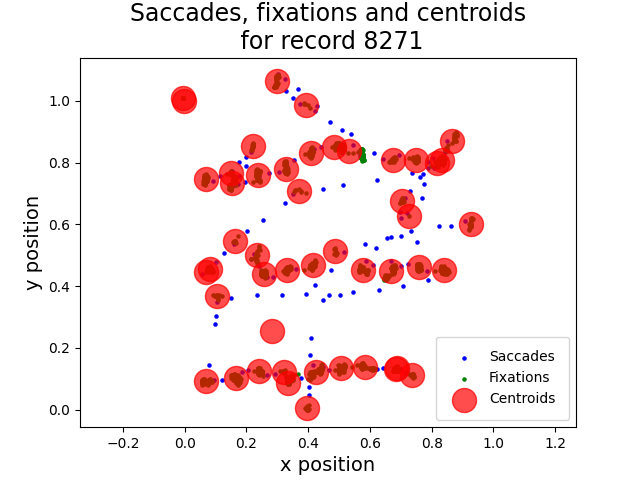 Saccades, fixations and centroids
for record 8271
y position
1.0
0.8
0.6
0.4
0.2
0.0
−0.2
0.0
0.2
0.4
0.6
0.8
1.0
1.2
x position
Saccades
Fixations
Centroids